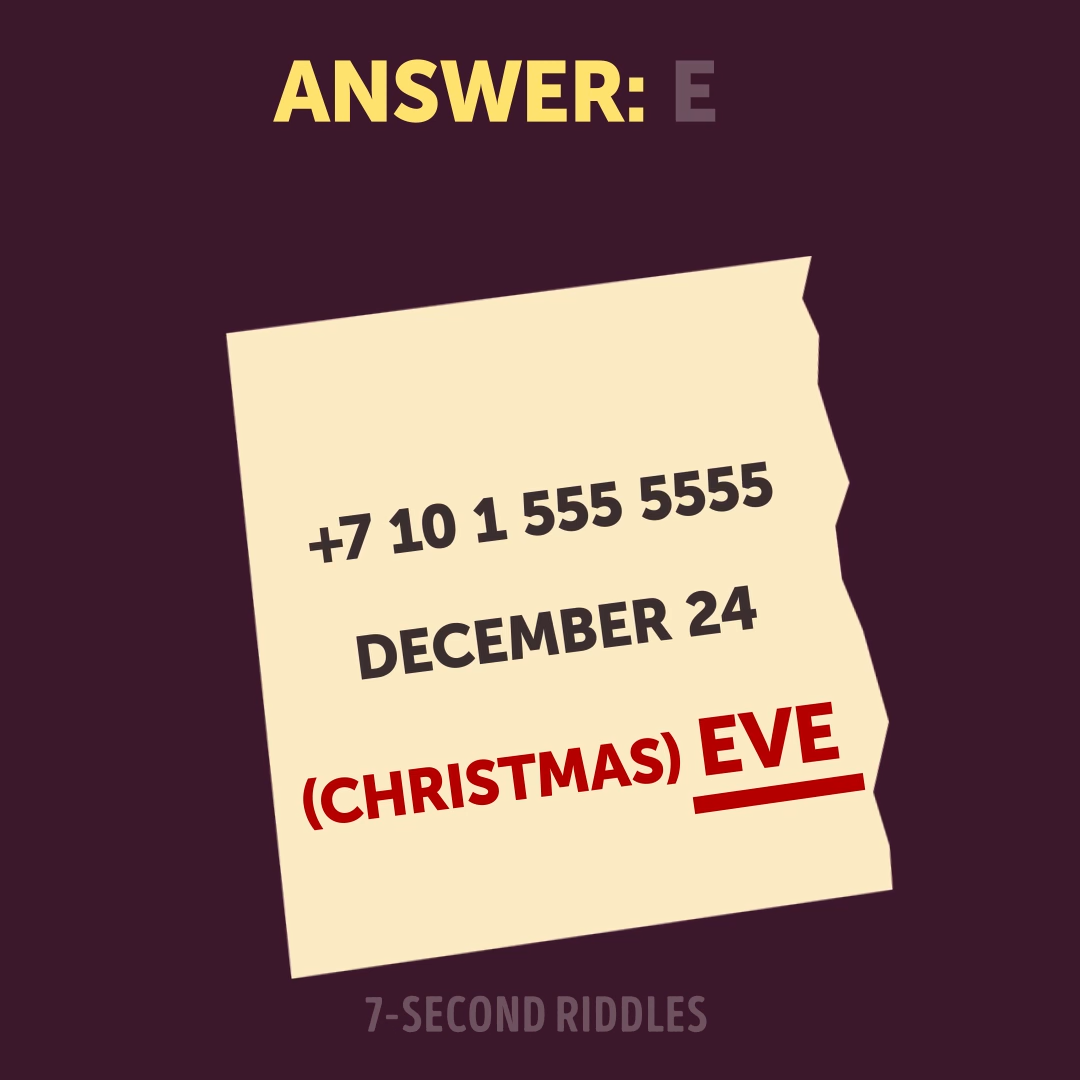 ANSWER: E
+7 10 1 555 5555
DECEMBER 24
(CHRISTMAS) EVE
7-SECOND RIDDLES